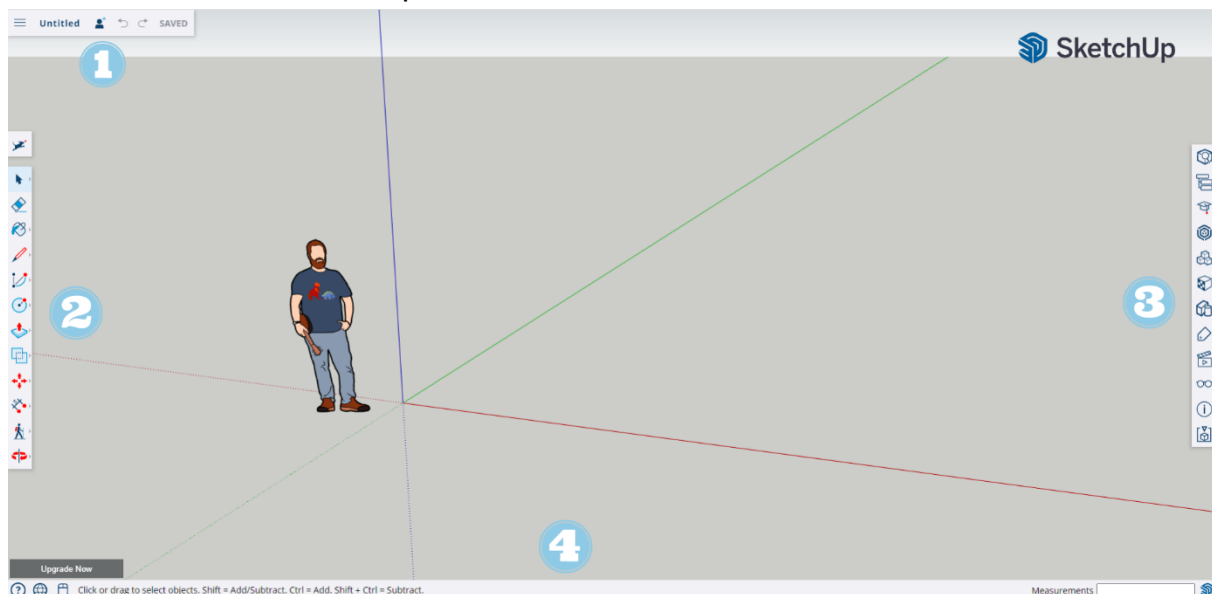 Untitled SAVED
1
SketchUp
2
3
4
Upgrade Now
Click or drag to select objects. Shift = Add/Subtract. Ctrl = Add. Shift + Ctrl = Subtract.
Measurements